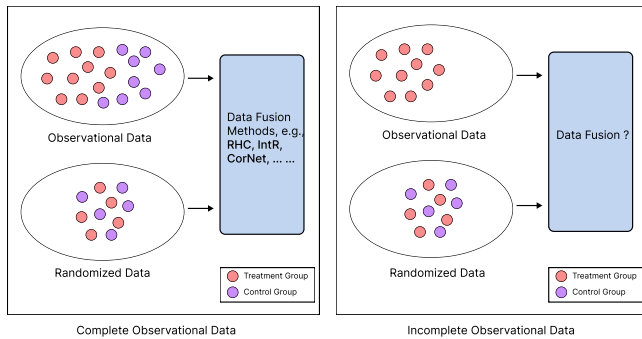 Observational Data
Data Fusion
Methods, e.g.,
RHC, IntR,
CorNet, ... ...
Randomized Data
Treatment Group
Control Group
Complete Observational Data
Observational Data
Data Fusion ?
Randomized Data
Treatment Group
Control Group
Incomplete Observational Data